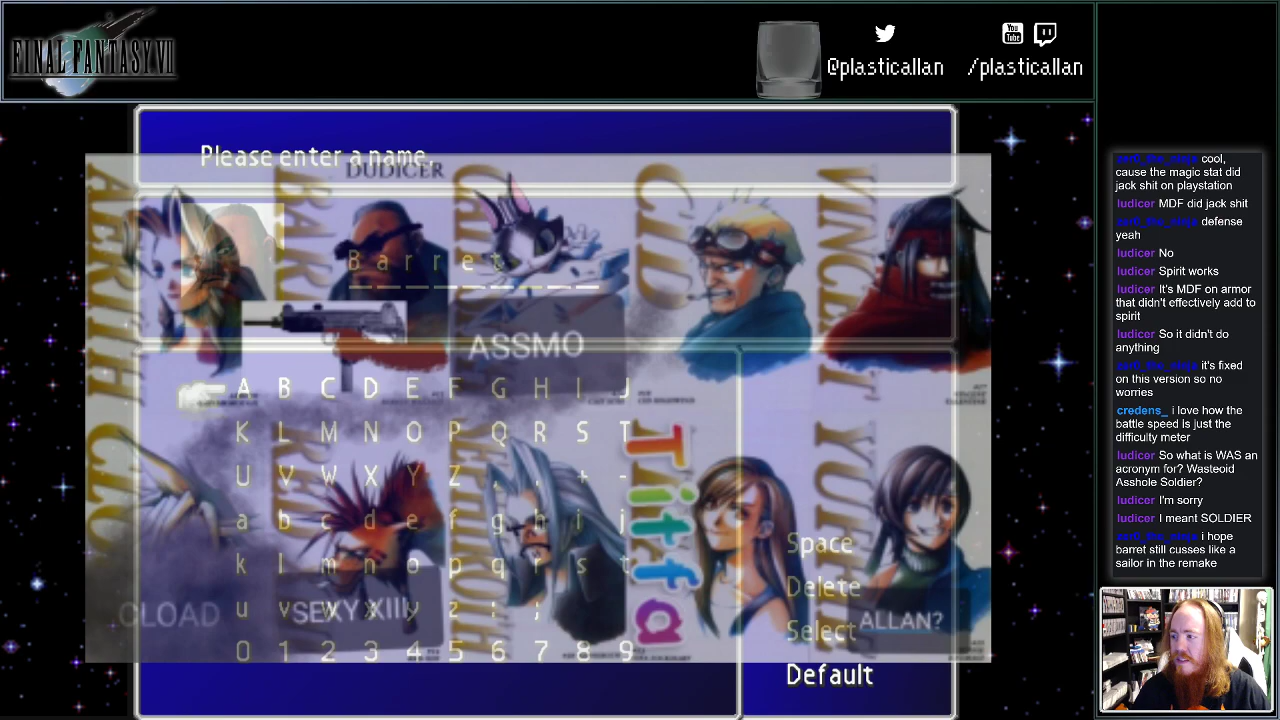 FINAL FANTASY VII
@plasticallan
You
Tube
/plasticallan
Please enter a name.
DUDICER
Barret
ASSMO
AERITH
CID
VINCENT
A B C D E F G H I J
K L M N O P Q R S T
U V W X Y Z , . + -
a b c d e f g h i j
k l m n o p q r s t
u v w x y z : ;
0 1 2 3 4 5 6 7 8 9
Space
Delete
Select
Default
CLOAD
SEXY XIII
SEPHIROTH
Tiffa
YUFFIE
ALLAN?
cool,
cause the magic stat did
jack shit on playstation
ludicer MDF did jack shit
defense
yeah
ludicer No
ludicer Spirit works
ludicer It's MDF on armor
that didn't effectively add to
spirit
ludicer So it didn't do
anything
it's fixed
on this version so no
worries
credens_ i love how the
battle speed is just the
difficulty meter
ludicer So what is WAS an
acronym for? Wasteoid
Asshole Soldier?
ludicer I'm sorry
ludicer I meant SOLDIER
i hope
barret still cusses like a
sailor in the remake